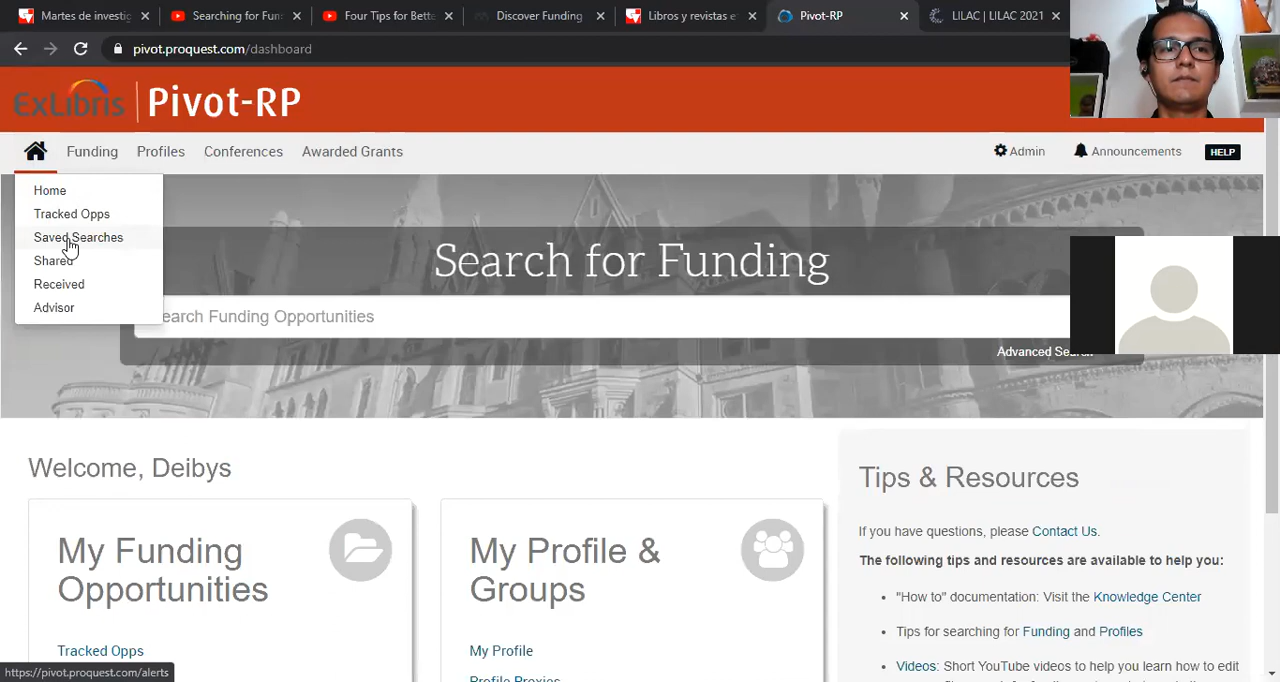 Martes de investig
Searching for Fun
Four Tips for Bette
Discover Funding
Libros y revistas e
Pivot-RP
LILAC | LILAC 2021
pivot.proquest.com/dashboard
ExLibris | Pivot-RP
Funding Profiles Conferences Awarded Grants Admin Announcements HELP
Home
Tracked Opps
Saved Searches
Shared
Received
Advisor
Search for Funding
earch Funding Opportunities
Advanced Search
Welcome, Deibys
My Funding
Opportunities
Tracked Opps
My Profile &
Groups
My Profile
Profile Proxies
Tips & Resources
If you have questions, please Contact Us.
The following tips and resources are available to help you:
• "How to" documentation: Visit the Knowledge Center
• Tips for searching for Funding and Profiles
• Videos: Short YouTube videos to help you learn how to edit
https://pivot.proquest.com/alerts